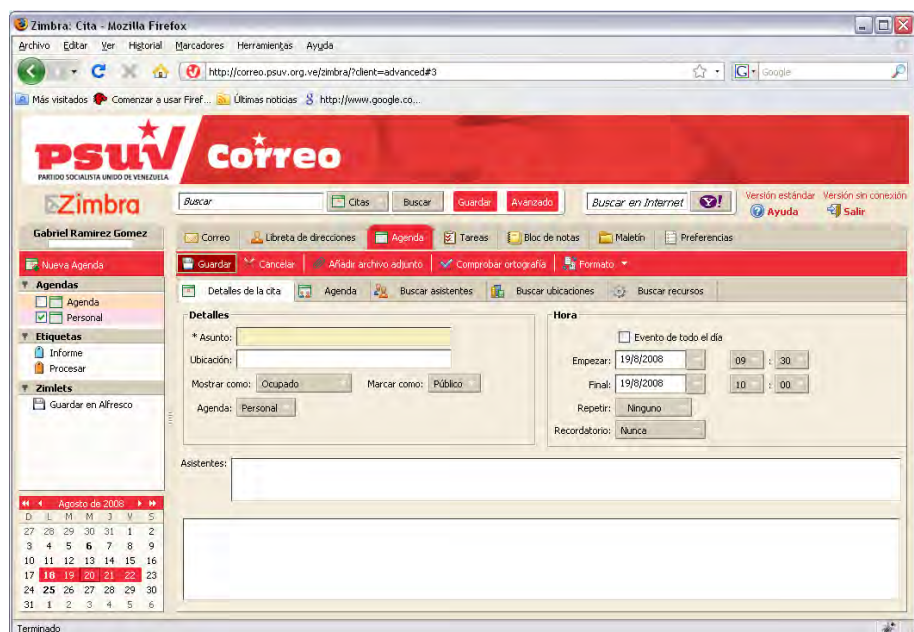 Zimbra: Cita - Mozilla Firefox
Archivo Editar Ver Historial Marcadores Herramientas Ayuda
http://correo.psuv.org.ve/zimbra/?client=advanced#3
G Google
Más visitados Comenzar a usar Firef... Últimas noticias http://www.google.co...
psuv Correo
PARTIDO SOCIALISTA UNIDO DE VENEZUELA
Zimbra
Buscar Citas Buscar Guardar Avanzado Buscar en Internet Y! Versión estándar Versión sin conexión
Ayuda Salir
Gabriel Ramirez Gomez
Correo Libreta de direcciones Agenda Tareas Bloc de notas Maletín Preferencias
Nueva Agenda
Guardar Cancelar Añadir archivo adjunto Comprobar ortografía Formato
Agendas
Agenda
Personal
Etiquetas
Informe
Procesar
Zimlets
Guardar en Alfresco
Detalles de la cita Agenda Buscar asistentes Buscar ubicaciones Buscar recursos
Detalles
* Asunto:
Ubicación:
Mostrar como: Ocupado Marcar como: Público
Agenda: Personal
Hora
Evento de todo el día
Empezar: 19/8/2008 09 : 30
Final: 19/8/2008 10 : 00
Repetir: Ninguno
Recordatorio: Nunca
Asistentes:
Agosto de 2008
D L M M J V S
27 28 29 30 31 1 2
3 4 5 6 7 8 9
10 11 12 13 14 15 16
17 18 19 20 21 22 23
24 25 26 27 28 29 30
31 1 2 3 4 5 6
Terminado